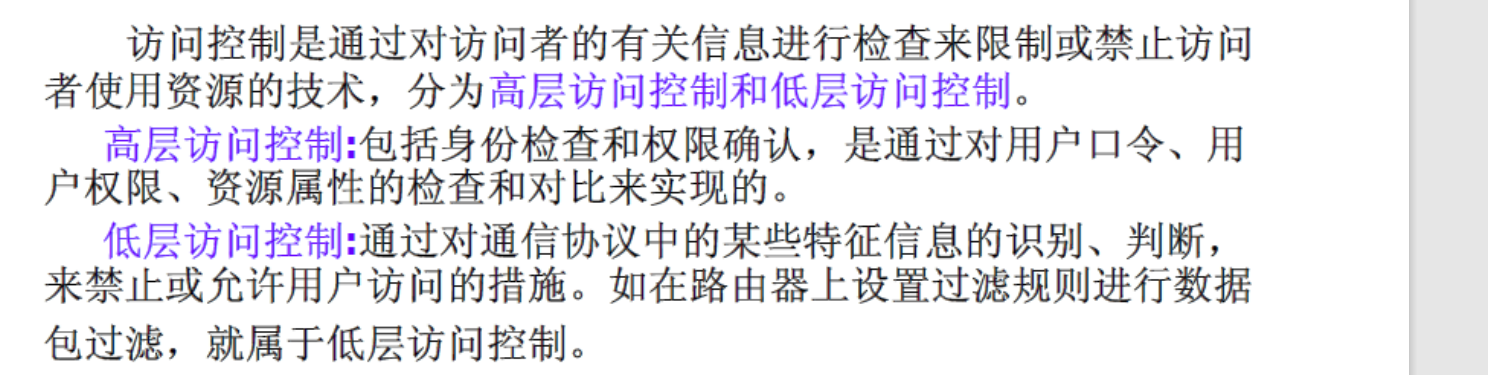 访问控制是通过对访问者的有关信息进行检查来限制或禁止访问
者使用资源的技术，分为高层访问控制和低层访问控制。
高层访问控制:包括身份检查和权限确认，是通过对用户口令、用
户权限、资源属性的检查和对比来实现的。
低层访问控制:通过对通信协议中的某些特征信息的识别、判断，
来禁止或允许用户访问的措施。如在路由器上设置过滤规则进行数据
包过滤，就属于低层访问控制。